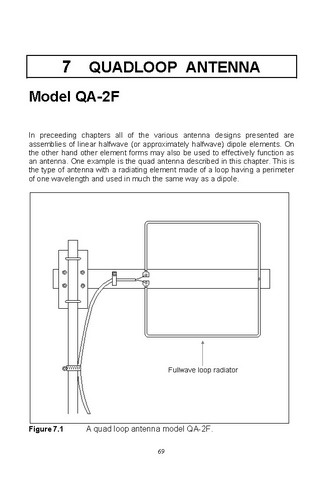 7 QUADLOOP ANTENNA
Model QA-2F
In preceeding chapters all of the various antenna designs presented are
assemblies of linear halfwave (or approximately halfwave) dipole elements. On
the other hand other element forms may also be used to effectively function as
an antenna. One example is the quad antenna described in this chapter. This is
the type of antenna with a radiating element made of a loop having a perimeter
of one wavelength and used in much the same way as a dipole.
Fullwave loop radiator
Figure 7.1 A quad loop antenna model QA-2F.
69